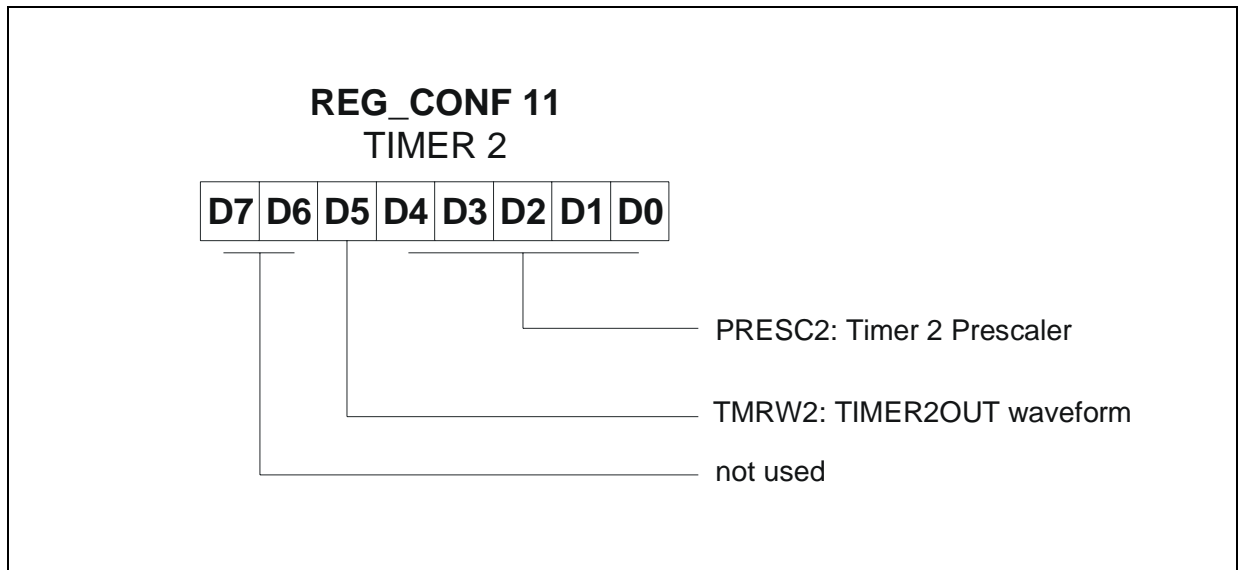 REG_CONF 11
TIMER 2
D7 D6 D5 D4 D3 D2 D1 D0
PRESC2: Timer 2 Prescaler
TMRW2: TIMER2OUT waveform
not used